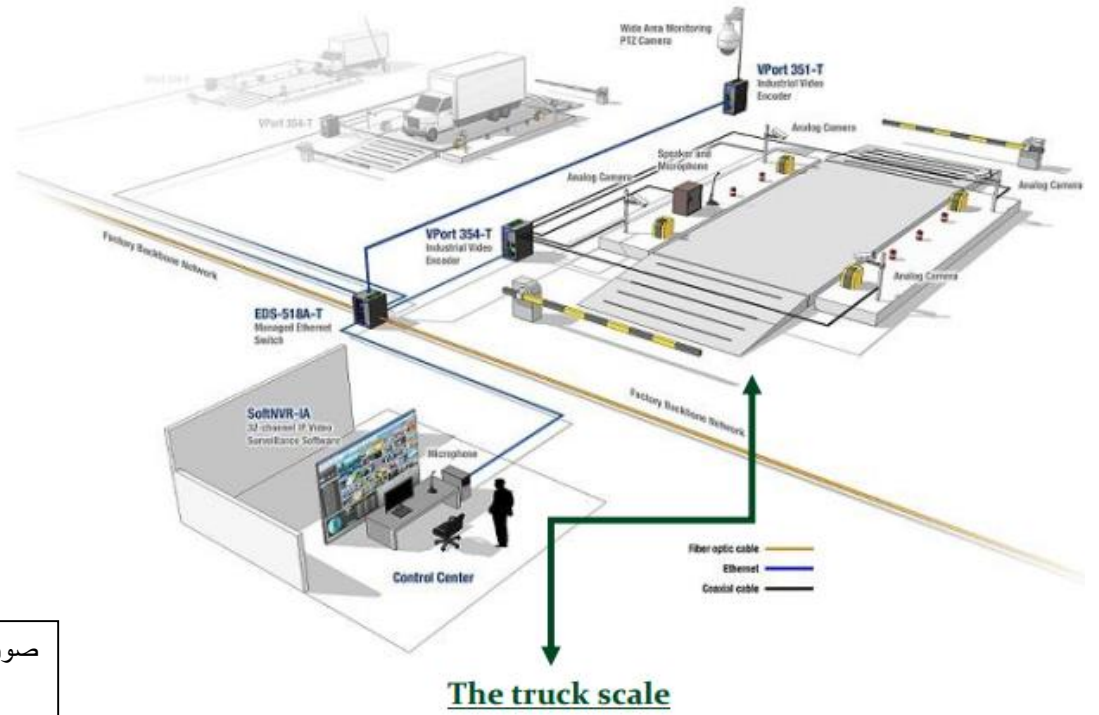 Wide Area Monitoring
PTZ Camera
VPort 351-T
Industrial Video
Encoder
VPort 354-T
Analog Camera
Speaker and
Microphone
Analog Camera
Analog Camera
VPort 354-T
Industrial Video
Encoder
Analog Camera
Factory Backbone Network
EDS-518A-T
Managed Ethernet
Switch
Factory Backbone Network
SoftNVR-IA
32-channel IP Video
Surveillance Software
Microphone
Control Center
Fiber optic cable
Ethernet
Coaxial cable
The truck scale